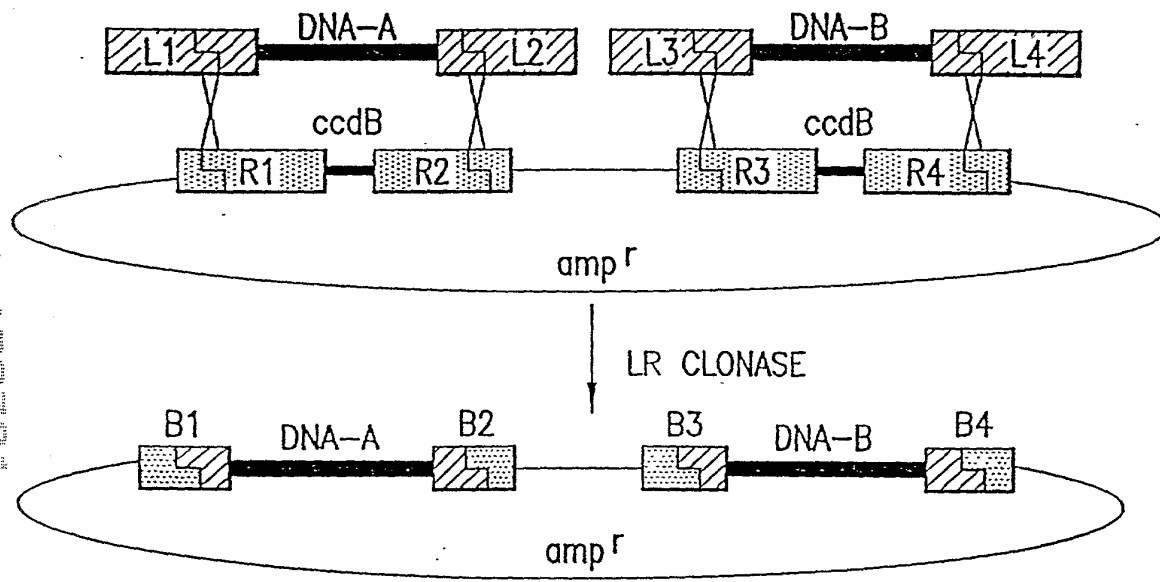 DNA-A DNA-B
L1 L2 L3 L4
ccdB ccdB
R1 R2 R3 R4
amp r
LR CLONASE
B1 DNA-A B2 B3 DNA-B B4
amp r